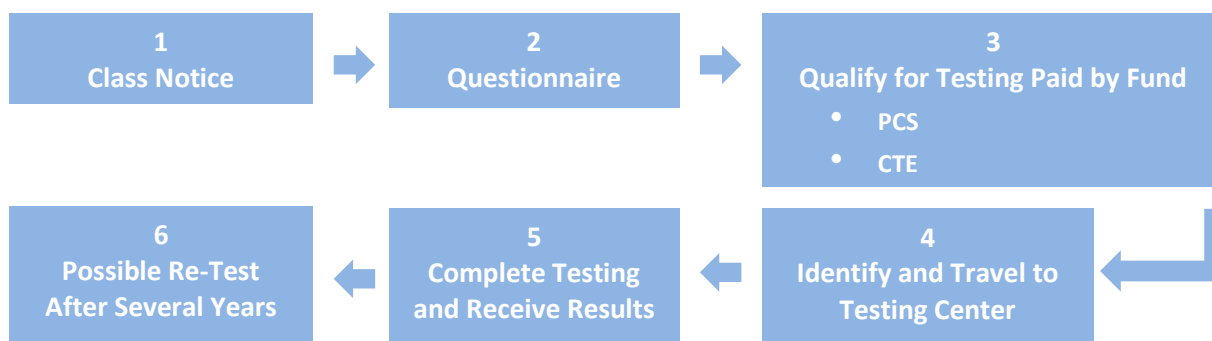 1
Class Notice
2
Questionnaire
3
Qualify for Testing Paid by Fund
• PCS
• CTE
4
Identify and Travel to
Testing Center
5
Complete Testing
and Receive Results
6
Possible Re-Test
After Several Years